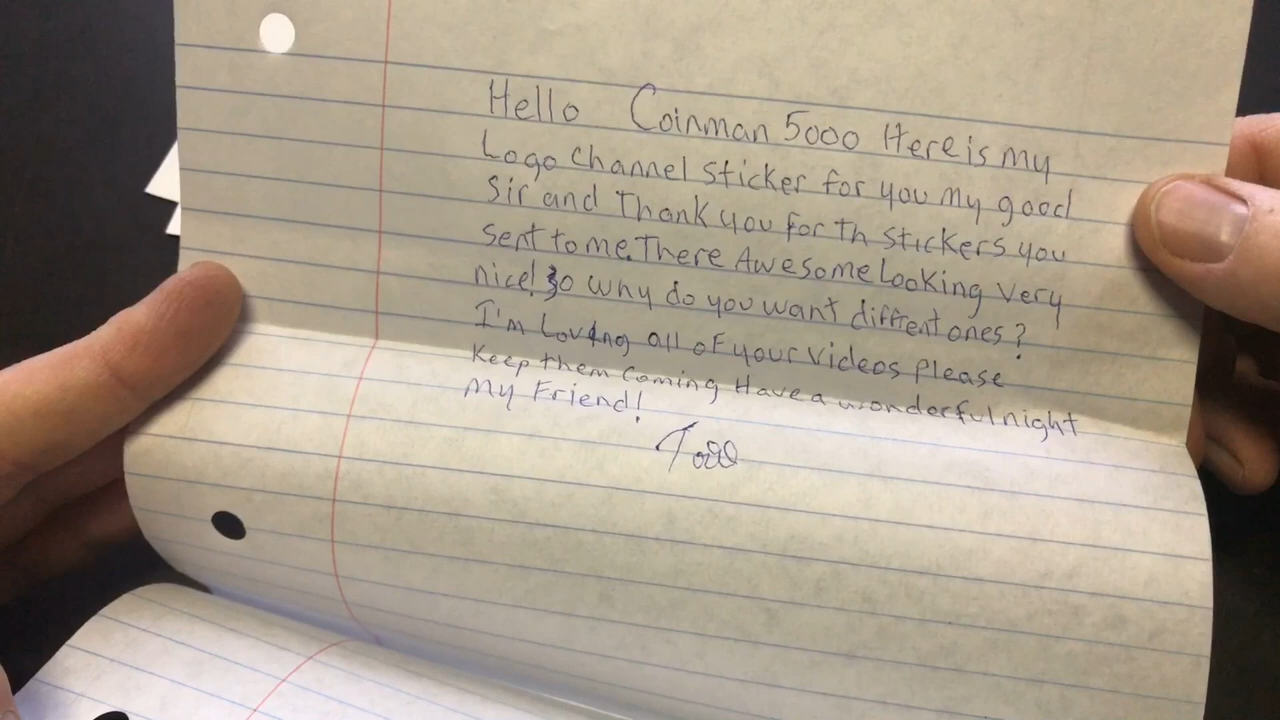 Hello Coinman 5000 Here is my
Logo channel sticker for you my good
Sir and Thank you for th stickers you
sent to me. There Awesome Looking very
nice! so why do you want diffrent ones?
I'm Loving all of your videos please
Keep them coming Have a wonderful night
my Friend!
Todd